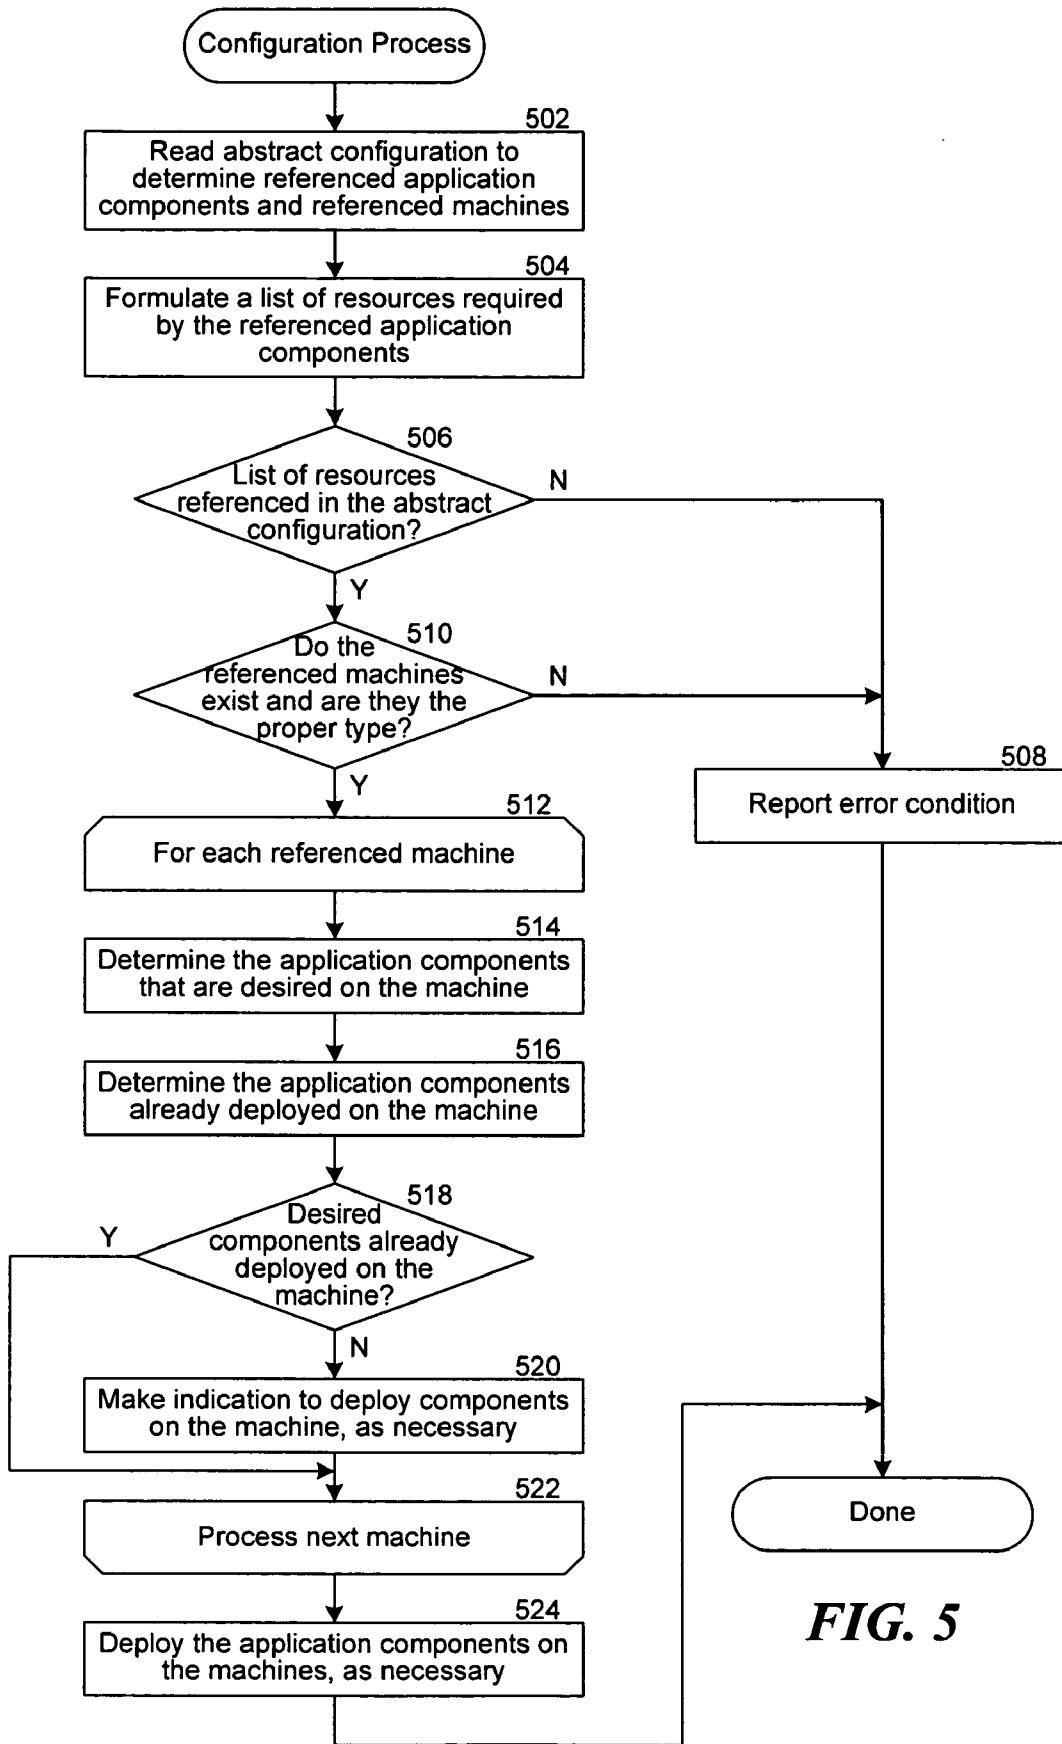 Configuration Process
502
Read abstract configuration to
determine referenced application
components and referenced machines
504
Formulate a list of resources required
by the referenced application
components
506
List of resources
referenced in the abstract
configuration?
N
Y
510
Do the
referenced machines
exist and are they the
proper type?
N
Y
508
Report error condition
512
For each referenced machine
514
Determine the application components
that are desired on the machine
516
Determine the application components
already deployed on the machine
518
Desired
components already
deployed on the
machine?
Y
N
520
Make indication to deploy components
on the machine, as necessary
522
Process next machine
Done
524
Deploy the application components on
the machines, as necessary
FIG. 5